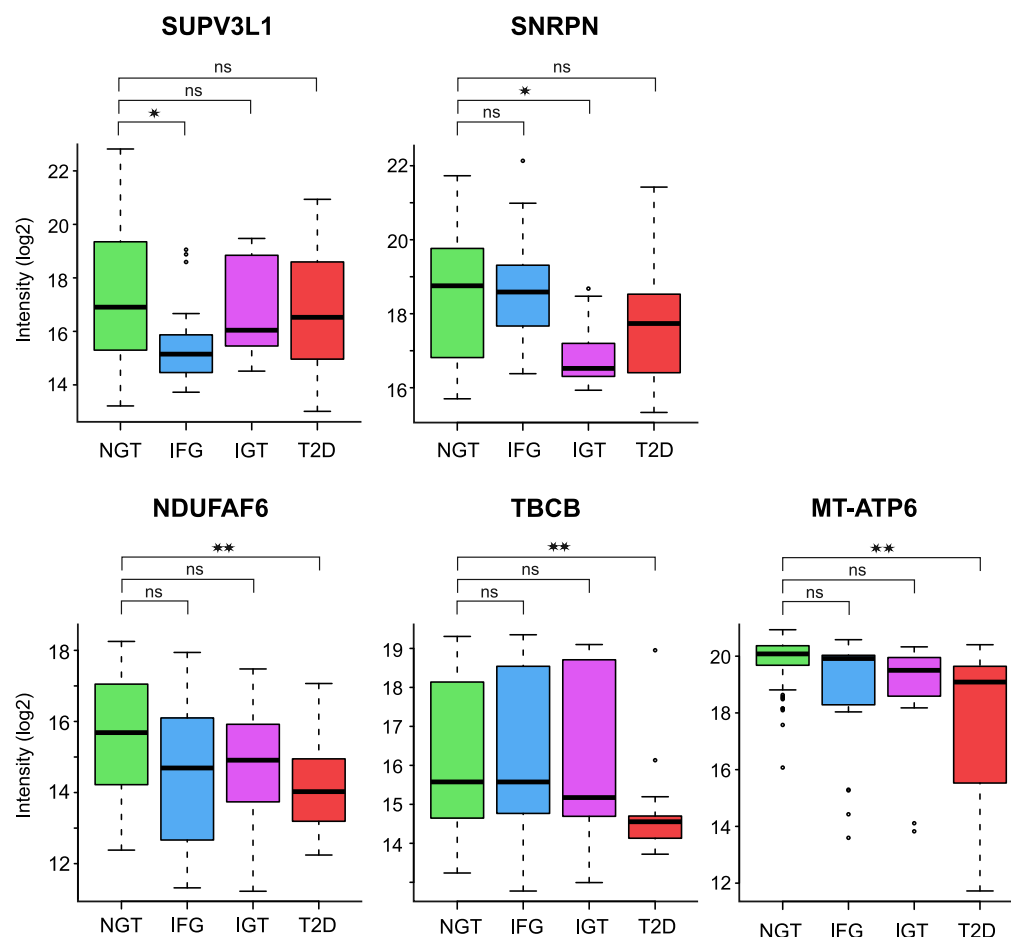 SUPV3L1 SNRPN
ns ns
ns ✷
✷ ns
Intensity (log2)
22
20
18
16
14
22
20
18
16
NGT IFG IGT T2D NGT IFG IGT T2D
NDUFAF6 TBCB MT-ATP6
✷✷ ✷✷ ✷✷
ns ns ns
ns ns ns
Intensity (log2)
18
16
14
12
19
18
17
16
15
14
20
18
16
14
12
NGT IFG IGT T2D NGT IFG IGT T2D NGT IFG IGT T2D